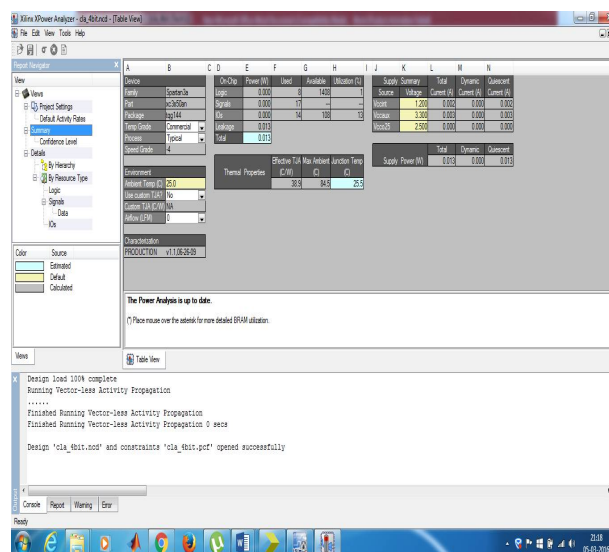 Xilinx XPower Analyzer - cla_4bit.ncd - [Table View]
File Edit View Tools Help
Report Navigator
View
Views
Project Settings
Default Activity Rates
Summary
Confidence Level
Details
By Hierarchy
By Resource Type
Logic
Signals
Data
IOs
Color Source
Estimated
Default
Calculated
Views
A B C D E F G H I J K L M N
Device
Family Spartan3a
Part xc3s50an
Package tqg144
Temp Grade Commercial
Process Typical
Speed Grade -4
Environment
Ambient Temp (C) 25.0
Use custom TJA? No
Custom TJA (C/W) NA
Airflow (LFM) 0
Characterization
PRODUCTION v1.1,06-26-09
On-Chip Power (W) Used Available Utilization (%)
Logic 0.000 8 1408 1
Signals 0.000 17 --- ---
IOs 0.000 14 108 13
Leakage 0.013
Total 0.013
Effective TJA Max Ambient Junction Temp
Thermal Properties (C/W) (C) (C)
38.9 84.5 25.5
Supply Summary Total Dynamic Quiescent
Source Voltage Current (A) Current (A) Current (A)
Vccint 1.200 0.002 0.000 0.002
Vccaux 3.300 0.003 0.000 0.003
Vcco25 2.500 0.000 0.000 0.000
Total Dynamic Quiescent
Supply Power (W) 0.013 0.000 0.013
The Power Analysis is up to date.
(*) Place mouse over the asterisk for more detailed BRAM utilization.
Table View
Design load 100% complete
Running Vector-less Activity Propagation
......
Finished Running Vector-less Activity Propagation
Finished Running Vector-less Activity Propagation 0 secs
Design 'cla_4bit.ncd' and constraints 'cla_4bit.pcf' opened successfully
Output
Console Report Warning Error
Ready
21:18